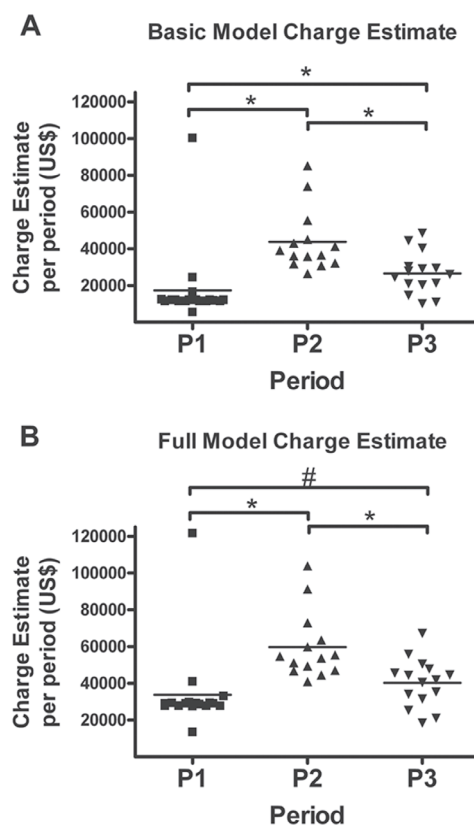 A
Basic Model Charge Estimate
*
*
*
Charge Estimate
per period (US$)
120000
100000
80000
60000
40000
20000
P1
P2
P3
Period
B
Full Model Charge Estimate
#
*
*
Charge Estimate
per period (US$)
120000
100000
80000
60000
40000
20000
P1
P2
P3
Period